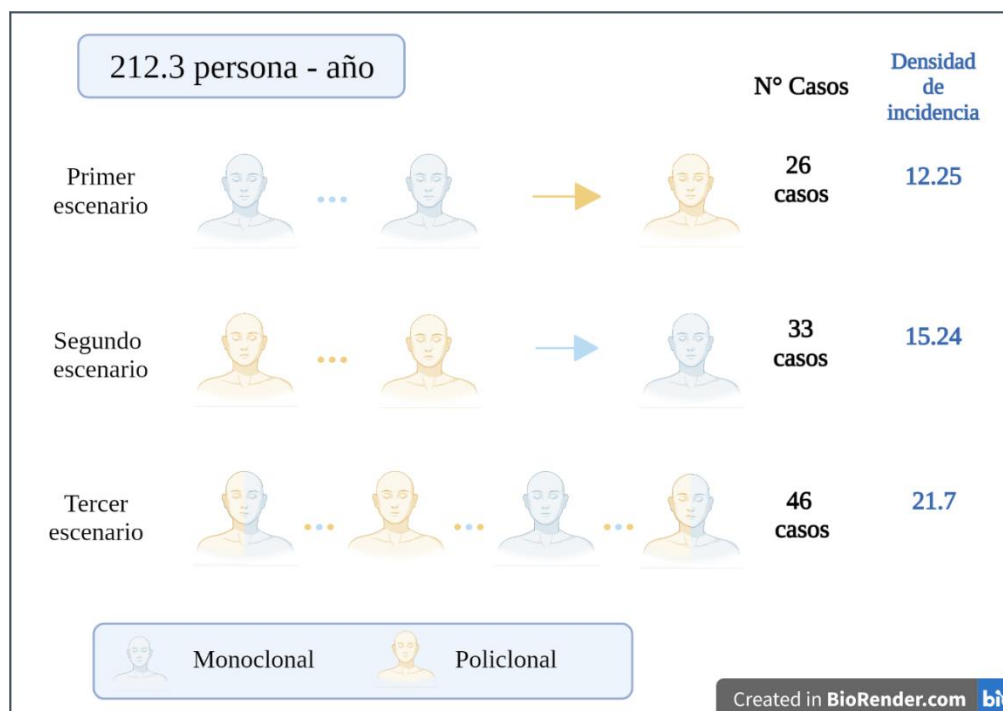 212.3 persona - año
N° Casos
Densidad
de
incidencia
Primer
escenario
26
casos
12.25
Segundo
escenario
33
casos
15.24
Tercer
escenario
46
casos
21.7
Monoclonal
Policlonal
Created in BioRender.com
bio